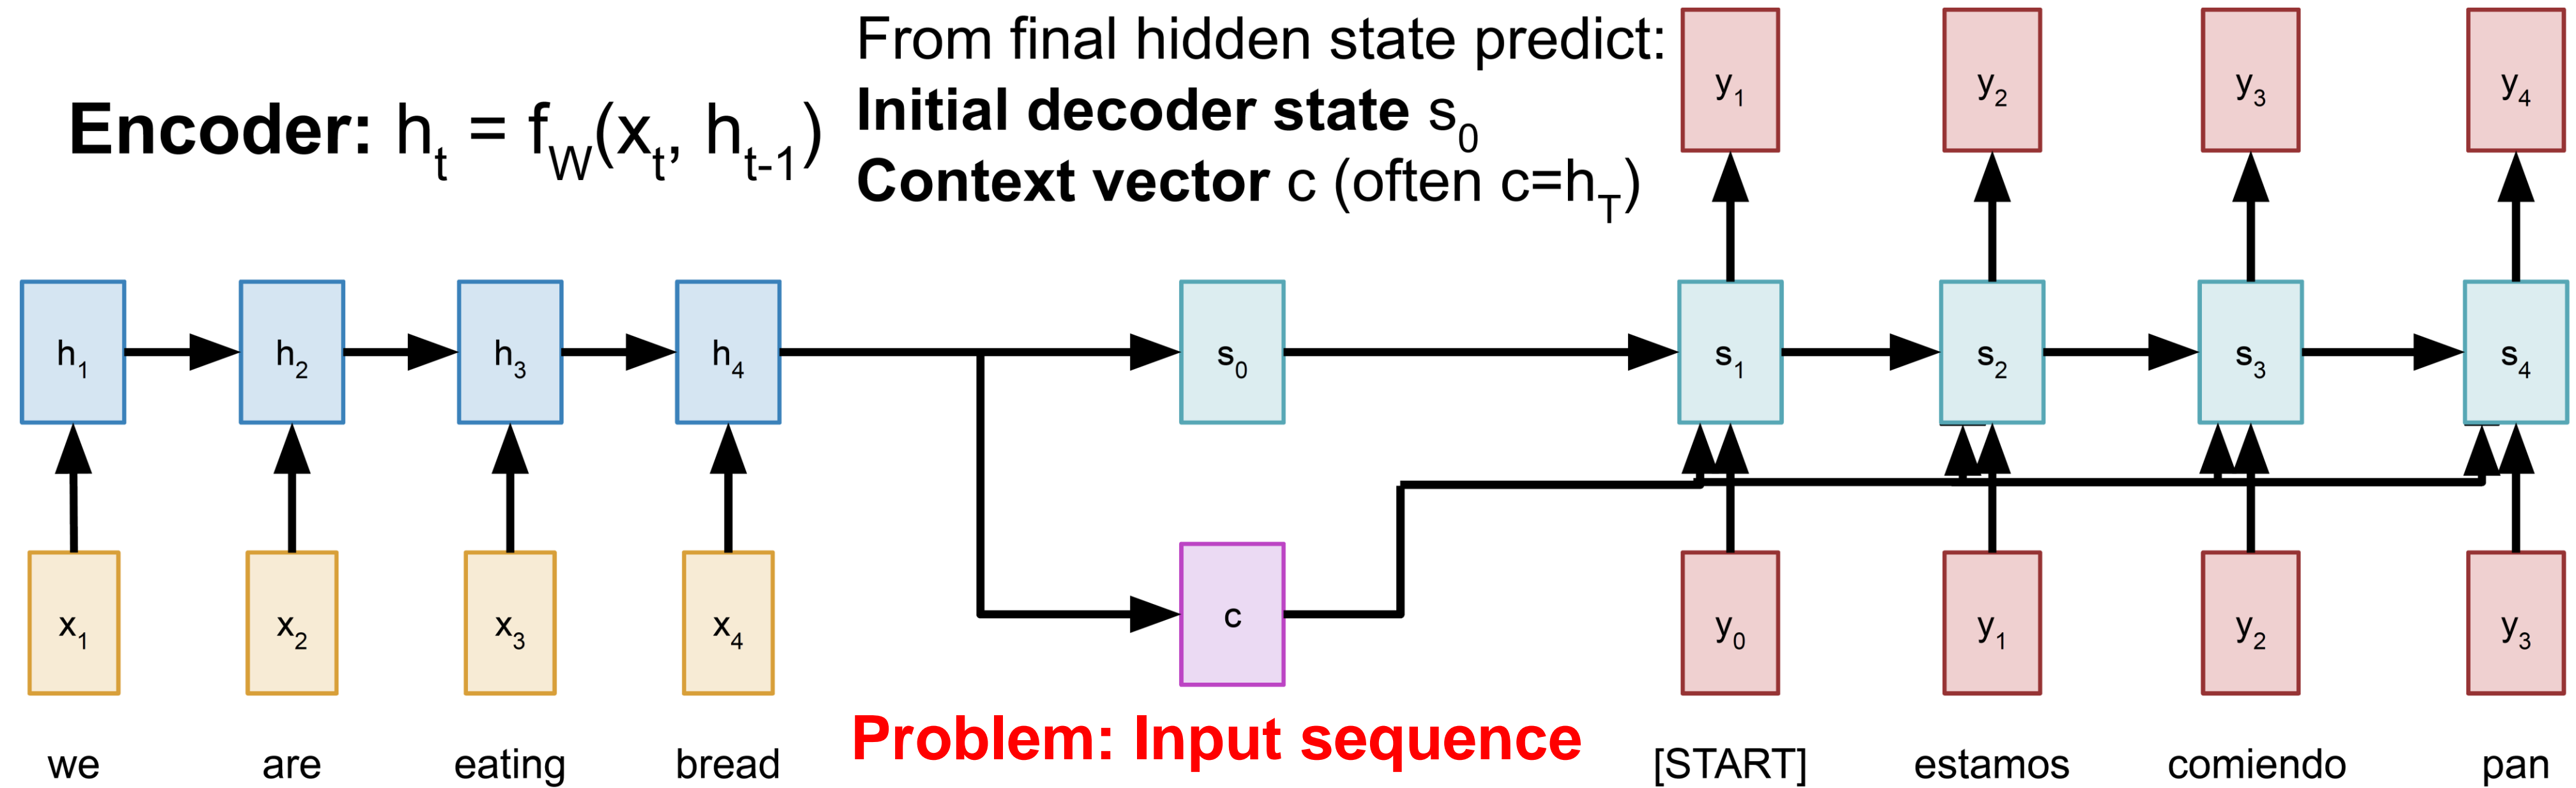 Encoder: h_t = f_W(x_t, h_{t-1})
From final hidden state predict:
Initial decoder state s_0
Context vector c (often c=h_T)
y_1 y_2 y_3 y_4
h_1 h_2 h_3 h_4 s_0 s_1 s_2 s_3 s_4
x_1 x_2 x_3 x_4 c y_0 y_1 y_2 y_3
Problem: Input sequence
we are eating bread [START] estamos comiendo pan